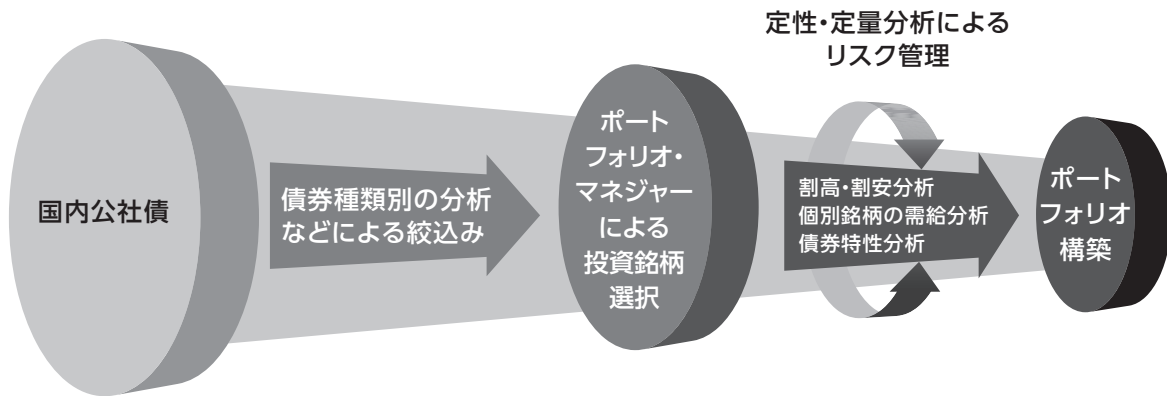 定性・定量分析による
リスク管理
国内公社債
債券種類別の分析
などによる絞込み
ポート
フォリオ・
マネジャー
による
投資銘柄
選択
割高・割安分析
個別銘柄の需給分析
債券特性分析
ポート
フォリオ
構築